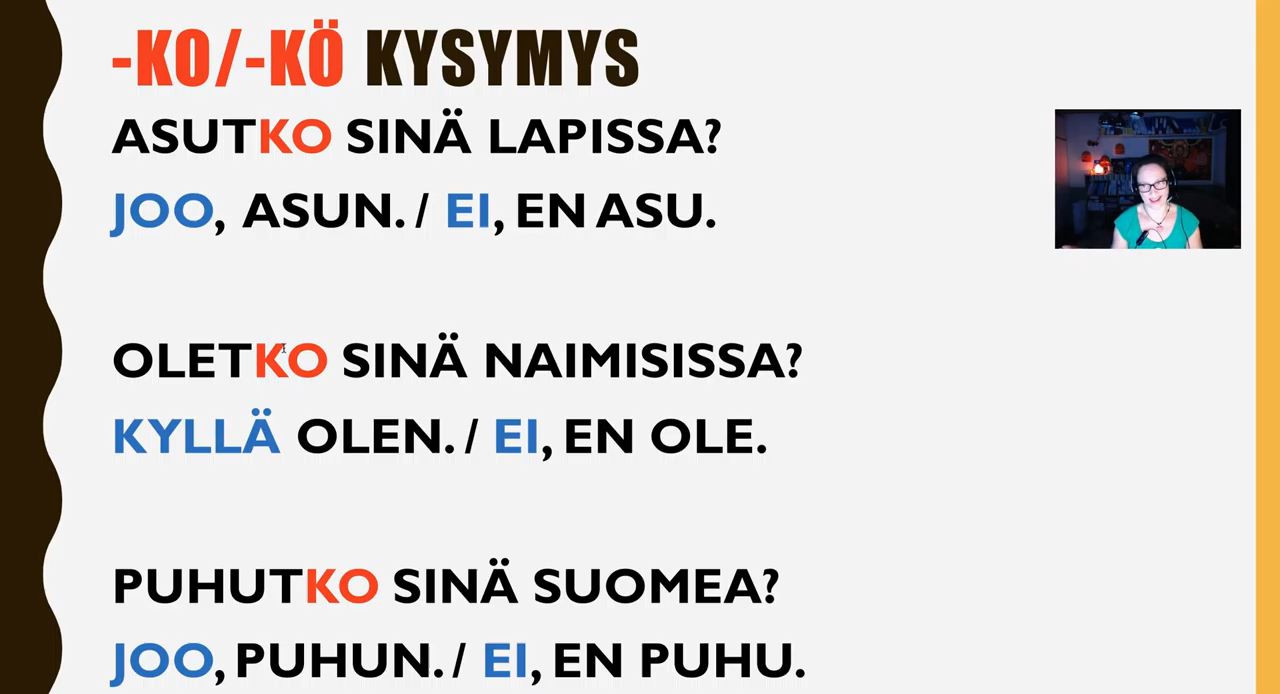 -KO/-KÖ KYSYMYS
ASUTKO SINÄ LAPISSA?
JOO, ASUN. / EI, EN ASU.
OLETKO SINÄ NAIMISISSA?
KYLLÄ OLEN. / EI, EN OLE.
PUHUTKO SINÄ SUOMEA?
JOO, PUHUN. / EI, EN PUHU.